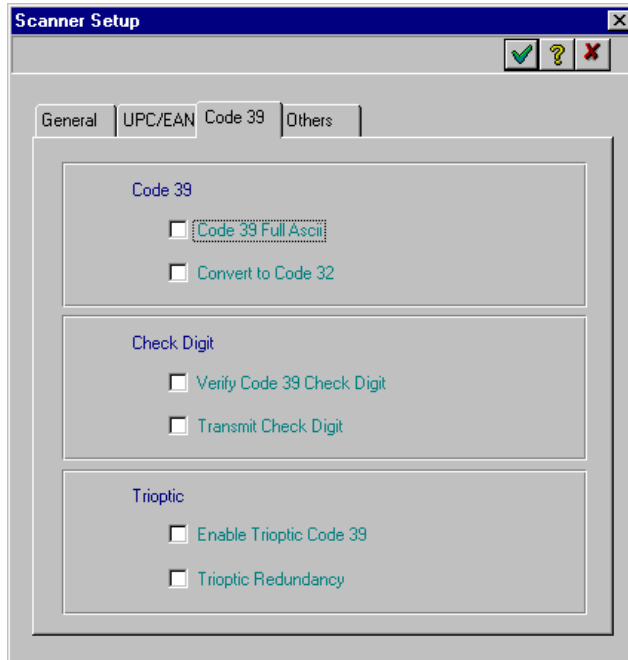 Scanner Setup
General UPC/EAN Code 39 Others
Code 39
Code 39 Full Ascii
Convert to Code 32
Check Digit
Verify Code 39 Check Digit
Transmit Check Digit
Trioptic
Enable Trioptic Code 39
Trioptic Redundancy